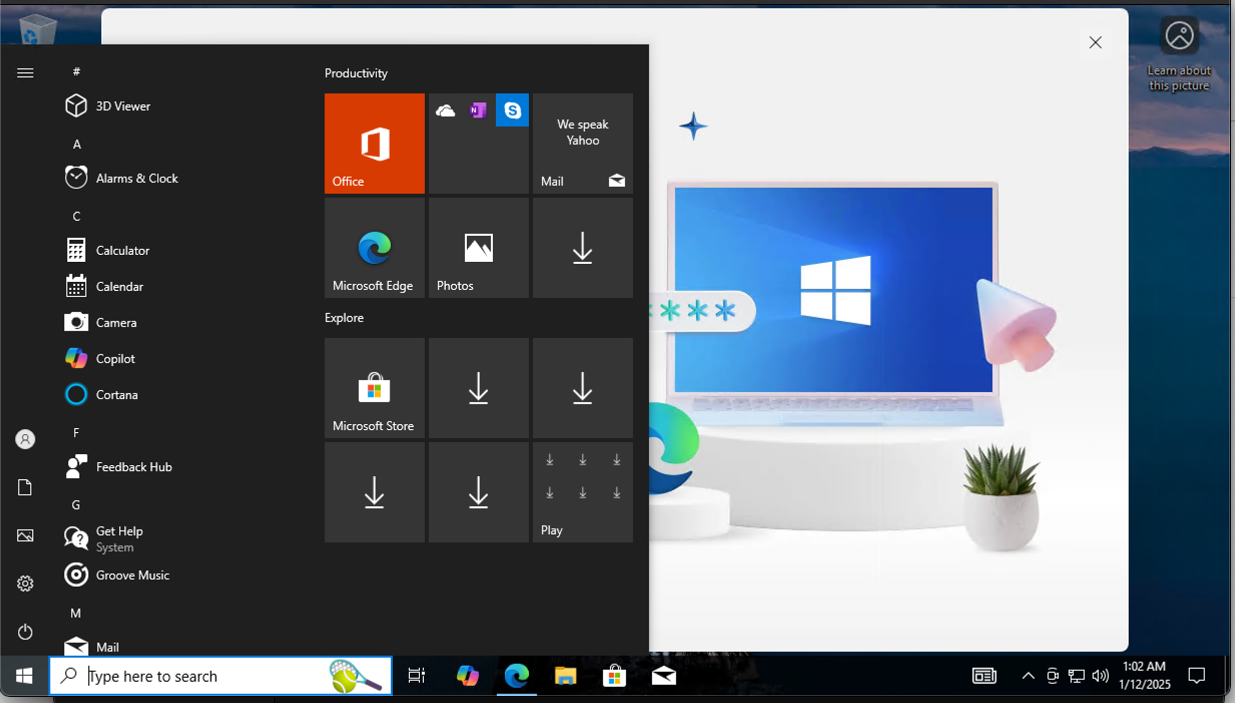 Learn about
this picture
#
3D Viewer
A
Alarms & Clock
C
Calculator
Calendar
Camera
Copilot
Cortana
F
Feedback Hub
G
Get Help
System
Groove Music
M
Mail
Productivity
Office
N
S
We speak
Yahoo
Mail
Microsoft Edge
Photos
Explore
Microsoft Store
Play
****
Type here to search
1:02 AM
1/12/2025